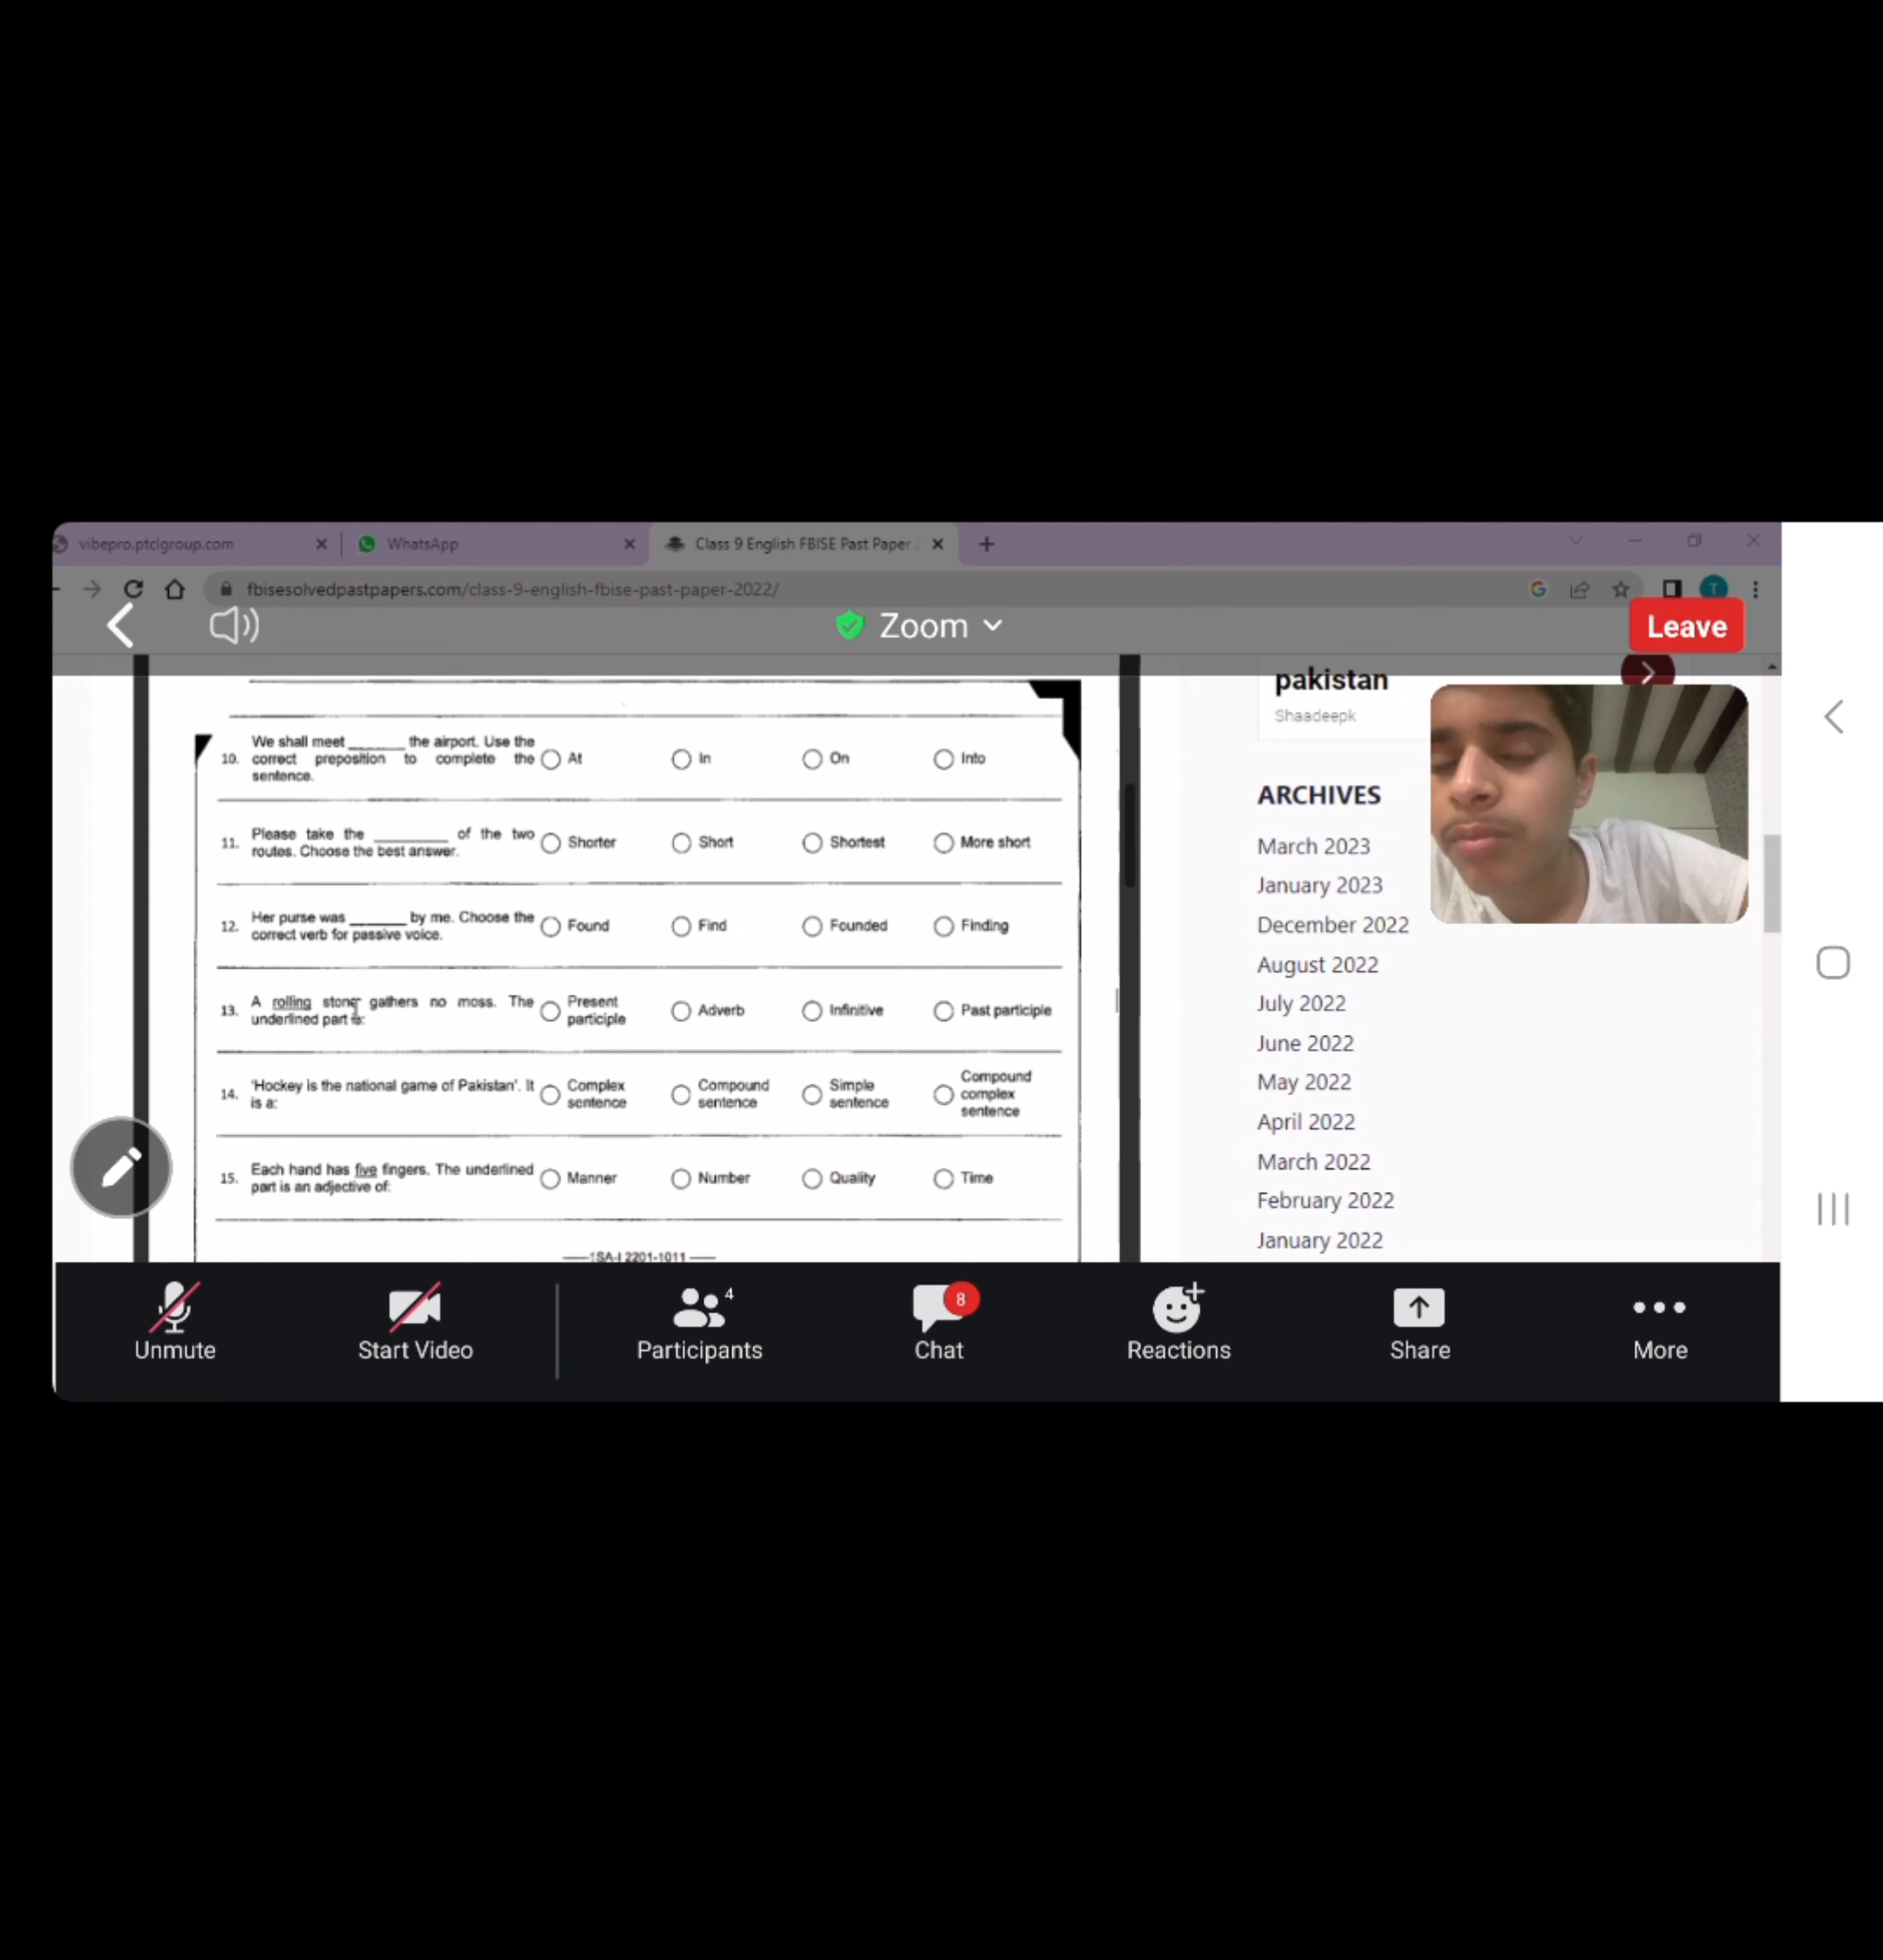 vibepro.ptclgroup.com
WhatsApp
Class 9 English FBISE Past Paper
fbisesolvedpastpapers.com/class-9-english-fbise-past-paper-2022/
T
Zoom
Leave
pakistan
Shaadeepk
10. We shall meet ______ the airport. Use the
correct preposition to complete the
sentence.
At
In
On
Into
11. Please take the ________ of the two
routes. Choose the best answer.
Shorter
Short
Shortest
More short
12. Her purse was ______ by me. Choose the
correct verb for passive voice.
Found
Find
Founded
Finding
13. A rolling stone gathers no moss. The
underlined part is:
Present
participle
Adverb
Infinitive
Past participle
14. 'Hockey is the national game of Pakistan'. It
is a:
Complex
sentence
Compound
sentence
Simple
sentence
Compound
complex
sentence
15. Each hand has five fingers. The underlined
part is an adjective of:
Manner
Number
Quality
Time
——1SA-I 2201-1011——
ARCHIVES
March 2023
January 2023
December 2022
August 2022
July 2022
June 2022
May 2022
April 2022
March 2022
February 2022
January 2022
Unmute
Start Video
4
Participants
8
Chat
Reactions
Share
More